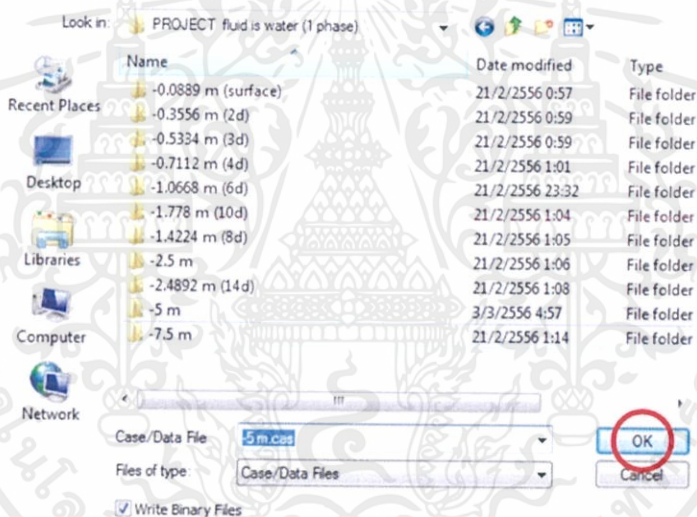 Look in: PROJECT fluid is water (1 phase)
Name Date modified Type
Recent Places
Desktop
Libraries
Computer
Network
-0.0889 m (surface) 21/2/2556 0:57 File folder
-0.3556 m (2d) 21/2/2556 0:59 File folder
-0.5334 m (3d) 21/2/2556 0:59 File folder
-0.7112 m (4d) 21/2/2556 1:01 File folder
-1.0668 m (6d) 21/2/2556 23:32 File folder
-1.778 m (10d) 21/2/2556 1:04 File folder
-1.4224 m (8d) 21/2/2556 1:05 File folder
-2.5 m 21/2/2556 1:06 File folder
-2.4892 m (14d) 21/2/2556 1:08 File folder
-5 m 3/3/2556 4:57 File folder
-7.5 m 21/2/2556 1:14 File folder
Case/Data File -5 m.cas OK
Files of type: Case/Data Files Cancel
Write Binary Files